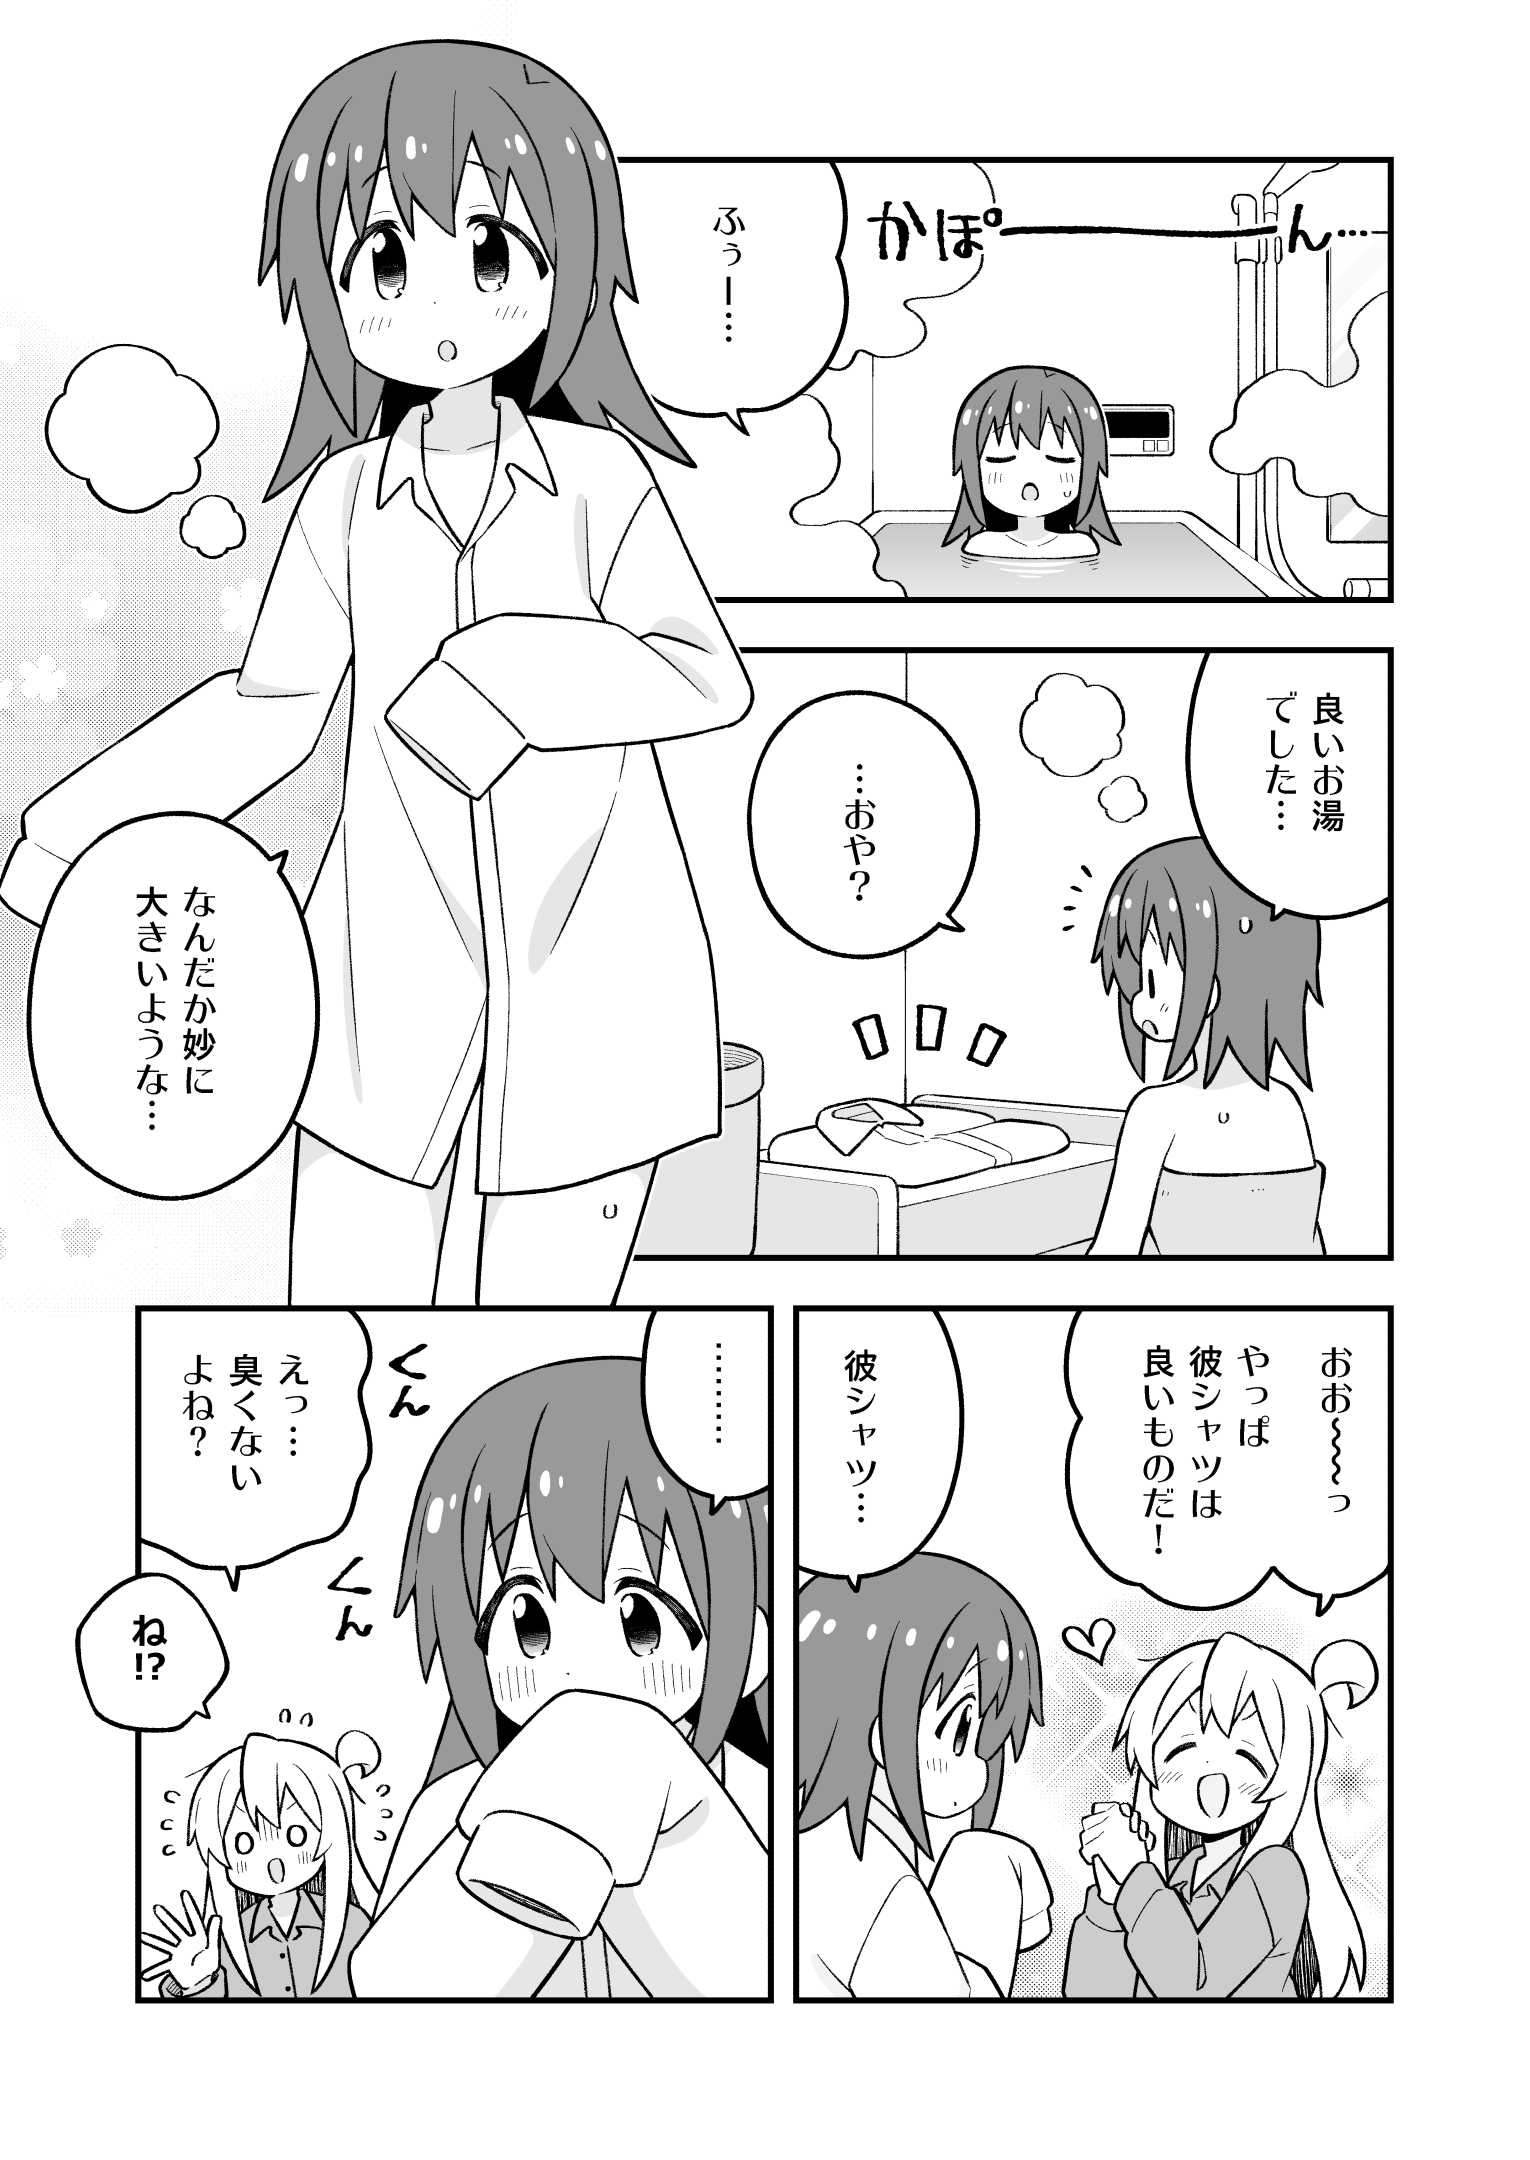 かぽーーーん…
ふぅー…
良いお湯
でした…
…おや?
なんだか妙に
大きいような…
おお〜〜〜っ
やっぱ
彼シャツは
良いものだ!
彼シャツ…
………
くん
くん
えっ…
臭くない
よね?
ね!?